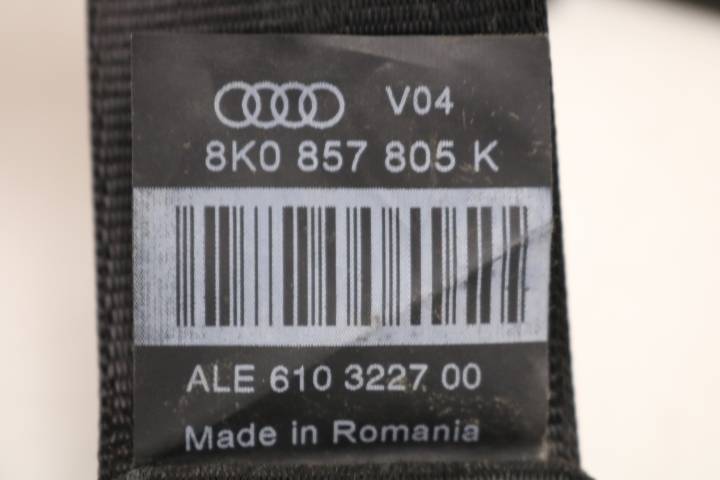 V04
8K0 857 805 K
ALE 610 3227 00
Made in Romania